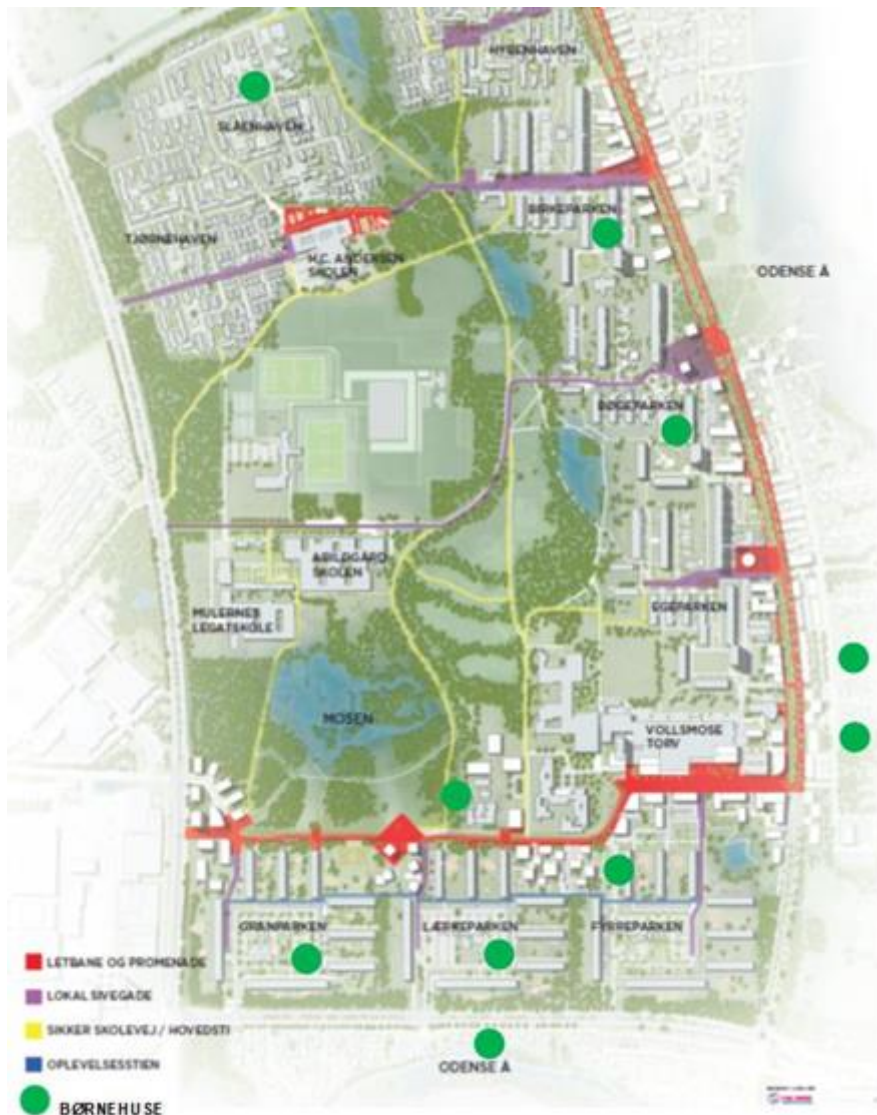 HYBENHAVEN
SLÅENHAVEN
BIRKEPARKEN
TJØRNEHAVEN
H.C. ANDERSEN
SKOLEN
ODENSE Å
BØGEPARKEN
ABILDGÅRD
SKOLEN
MULERNES
LEGATSKOLE
EGEPARKEN
MOSEN
VOLLSMOSE
TORV
GRANPARKEN
LÆRKEPARKEN
FYRREPARKEN
LETBANE OG PROMENADE
LOKAL SIVEGADE
SIKKER SKOLEVEJ / HOVEDSTI
OPLEVELSESSTIEN
ODENSE Å
BØRNEHUSE